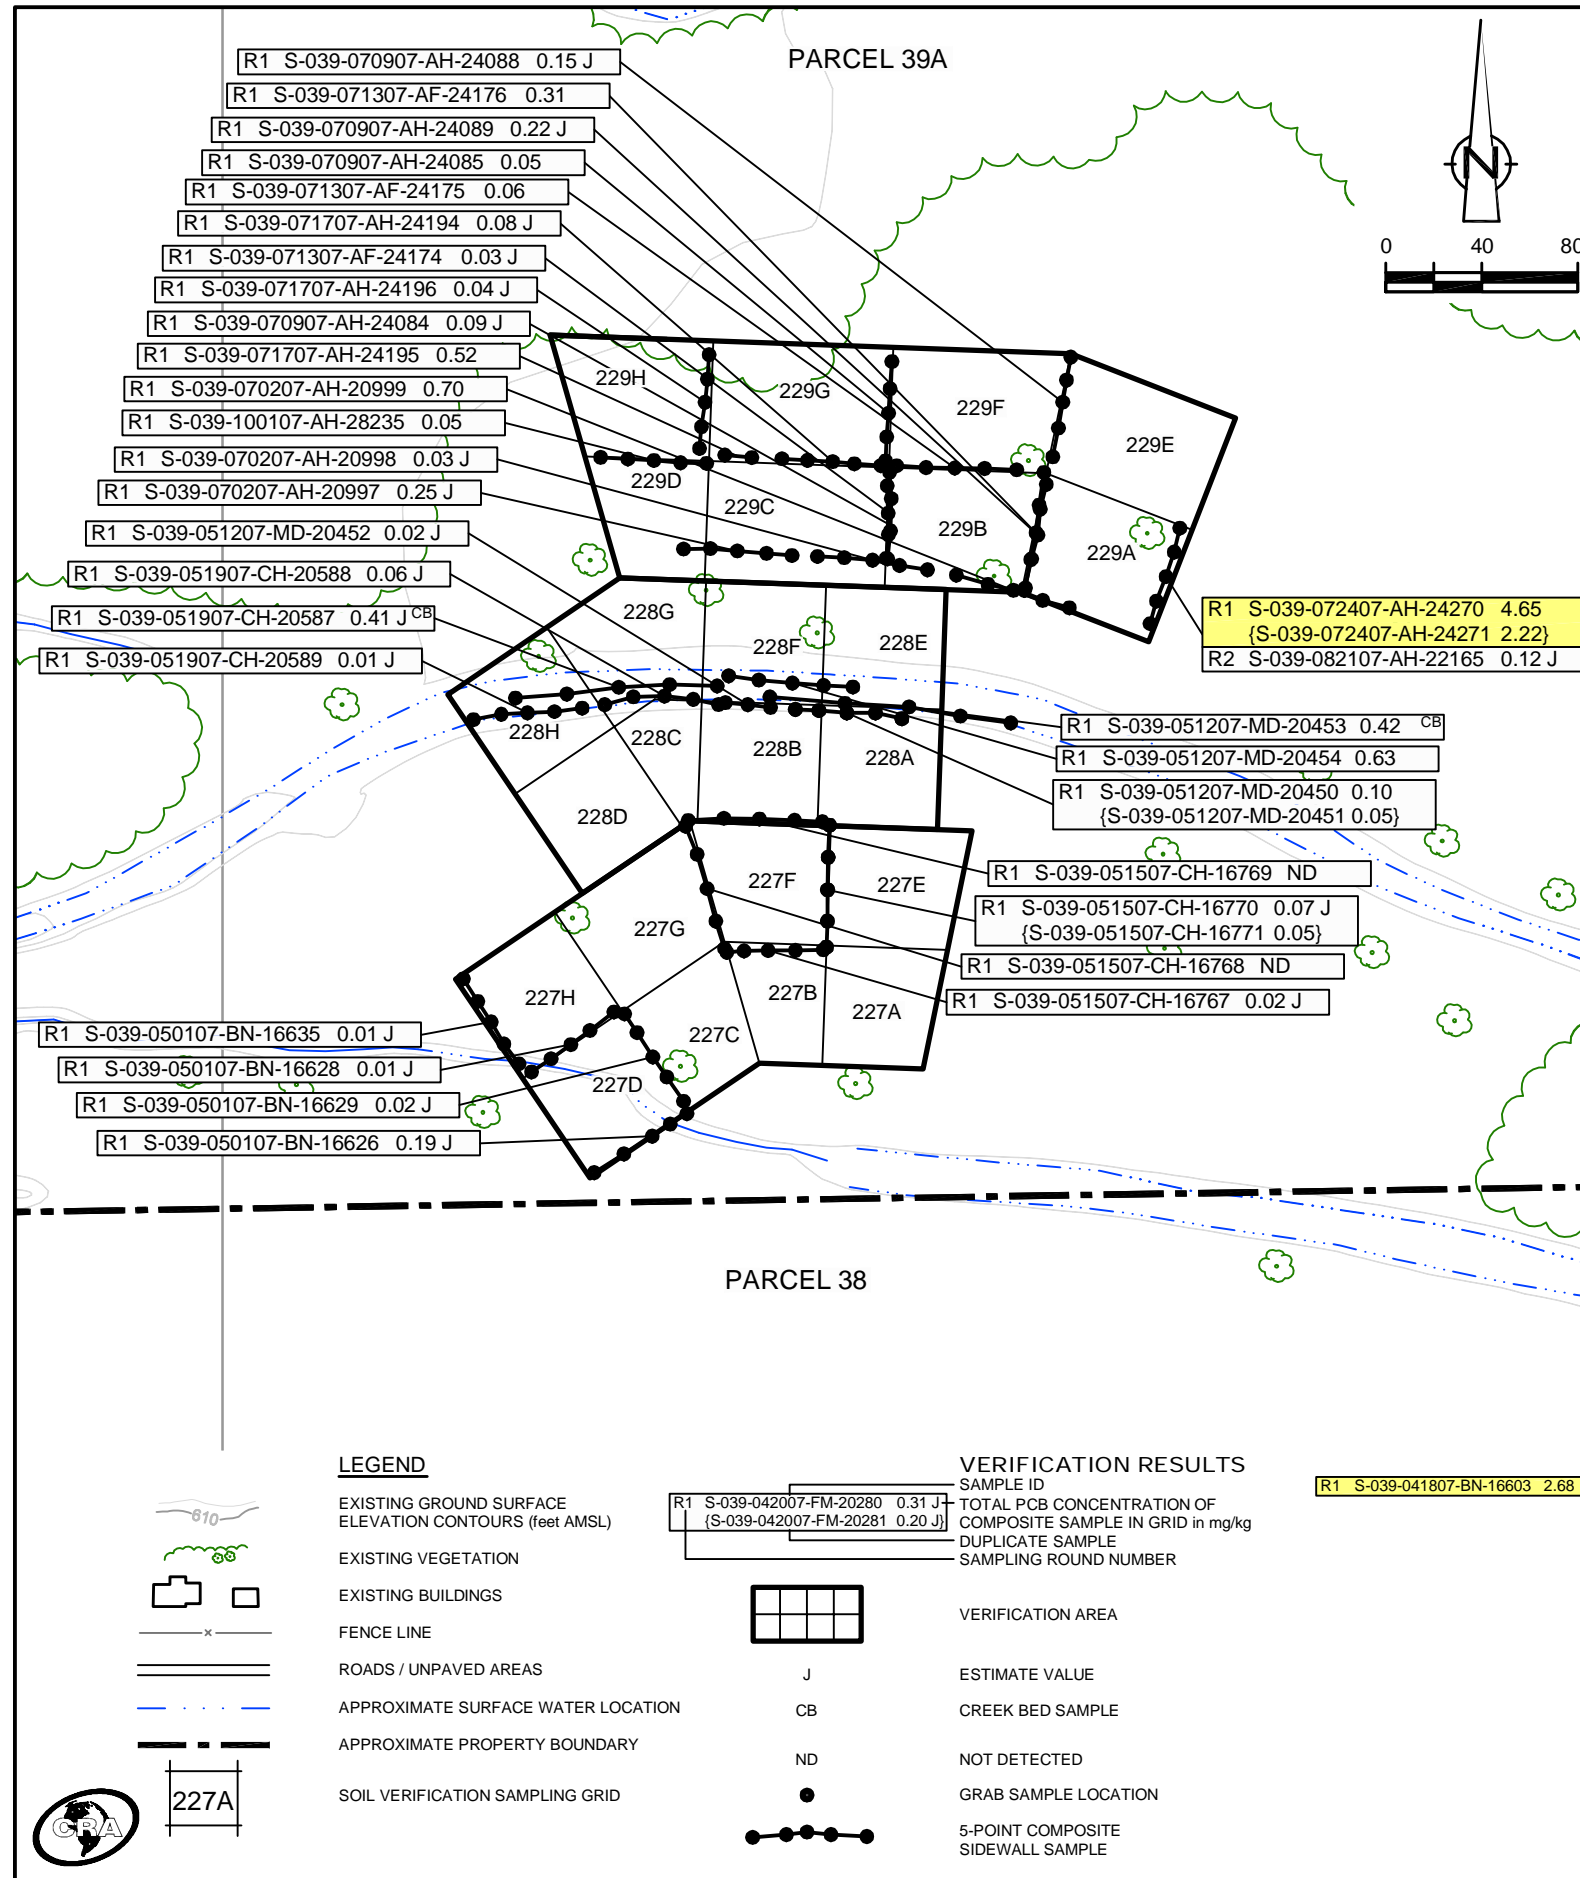 PARCEL 39A
R1 S-039-070907-AH-24088 0.15 J
R1 S-039-071307-AF-24176 0.31
R1 S-039-070907-AH-24089 0.22 J
R1 S-039-070907-AH-24085 0.05
R1 S-039-071307-AF-24175 0.06
R1 S-039-071707-AH-24194 0.08 J
R1 S-039-071307-AF-24174 0.03 J
R1 S-039-071707-AH-24196 0.04 J
R1 S-039-070907-AH-24084 0.09 J
R1 S-039-071707-AH-24195 0.52
R1 S-039-070207-AH-20999 0.70
R1 S-039-100107-AH-28235 0.05
R1 S-039-070207-AH-20998 0.03 J
R1 S-039-070207-AH-20997 0.25 J
R1 S-039-051207-MD-20452 0.02 J
R1 S-039-051907-CH-20588 0.06 J
R1 S-039-051907-CH-20587 0.41 J CB
R1 S-039-051907-CH-20589 0.01 J
N
0 40 80
229H
229G
229F
229E
229D
229C
229B
229A
228G
228F
228E
228H
228C
228B
228A
228D
R1 S-039-072407-AH-24270 4.65
{S-039-072407-AH-24271 2.22}
R2 S-039-082107-AH-22165 0.12 J
R1 S-039-051207-MD-20453 0.42 CB
R1 S-039-051207-MD-20454 0.63
R1 S-039-051207-MD-20450 0.10
{S-039-051207-MD-20451 0.05}
227F
227E
227G
227H
227B
227A
227C
227D
R1 S-039-051507-CH-16769 ND
R1 S-039-051507-CH-16770 0.07 J
{S-039-051507-CH-16771 0.05}
R1 S-039-051507-CH-16768 ND
R1 S-039-051507-CH-16767 0.02 J
R1 S-039-050107-BN-16635 0.01 J
R1 S-039-050107-BN-16628 0.01 J
R1 S-039-050107-BN-16629 0.02 J
R1 S-039-050107-BN-16626 0.19 J
PARCEL 38
LEGEND
610
EXISTING GROUND SURFACE
ELEVATION CONTOURS (feet AMSL)
EXISTING VEGETATION
EXISTING BUILDINGS
FENCE LINE
ROADS / UNPAVED AREAS
APPROXIMATE SURFACE WATER LOCATION
APPROXIMATE PROPERTY BOUNDARY
227A
SOIL VERIFICATION SAMPLING GRID
CRA
VERIFICATION RESULTS
R1 S-039-042007-FM-20280 0.31 J
{S-039-042007-FM-20281 0.20 J}
SAMPLE ID
TOTAL PCB CONCENTRATION OF
COMPOSITE SAMPLE IN GRID in mg/kg
DUPLICATE SAMPLE
SAMPLING ROUND NUMBER
R1 S-039-041807-BN-16603 2.68
VERIFICATION AREA
J ESTIMATE VALUE
CB CREEK BED SAMPLE
ND NOT DETECTED
GRAB SAMPLE LOCATION
5-POINT COMPOSITE
SIDEWALL SAMPLE